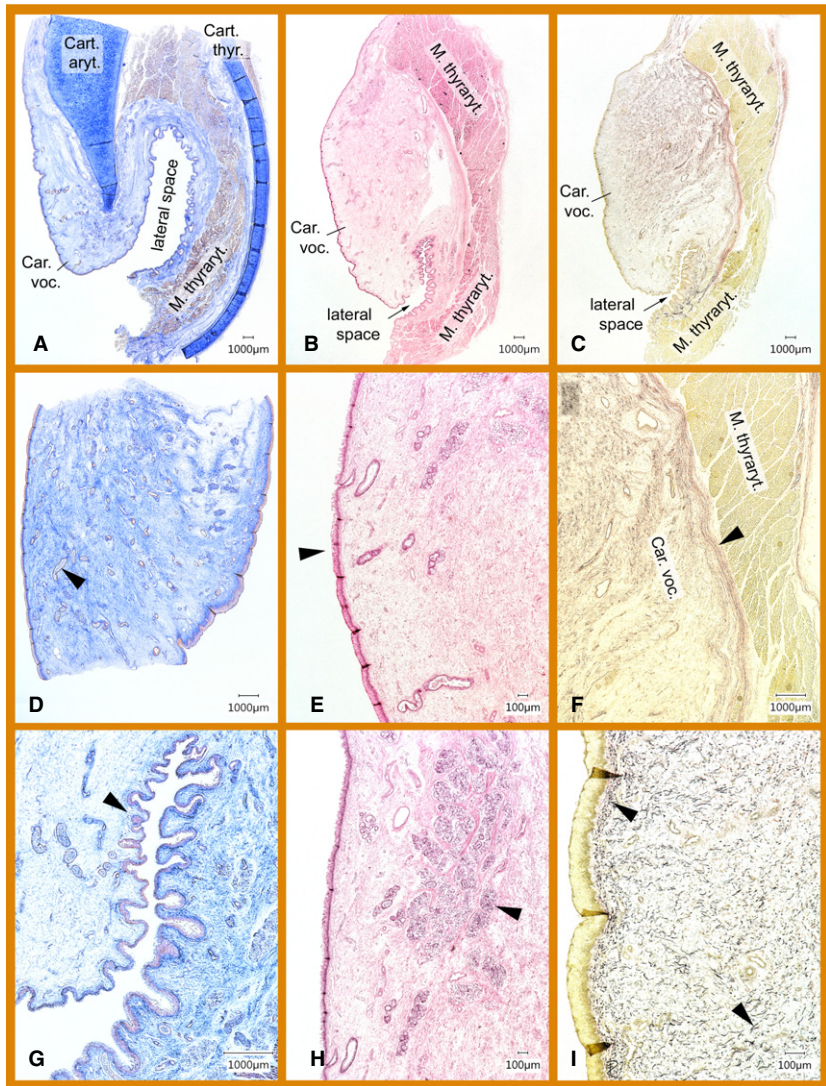 Cart.
aryt.
Cart.
thyr.
lateral space
Car.
voc.
M. thyraryt.
A
1000µm
M. thyraryt.
Car.
voc.
lateral
space
M. thyraryt.
B
1000µm
M. thyraryt.
Car.
voc.
lateral
space
M. thyraryt.
C
1000µm
D
1000µm
E
100µm
M. thyraryt.
Car. voc.
F
1000µm
G
1000µm
H
100µm
I
100µm